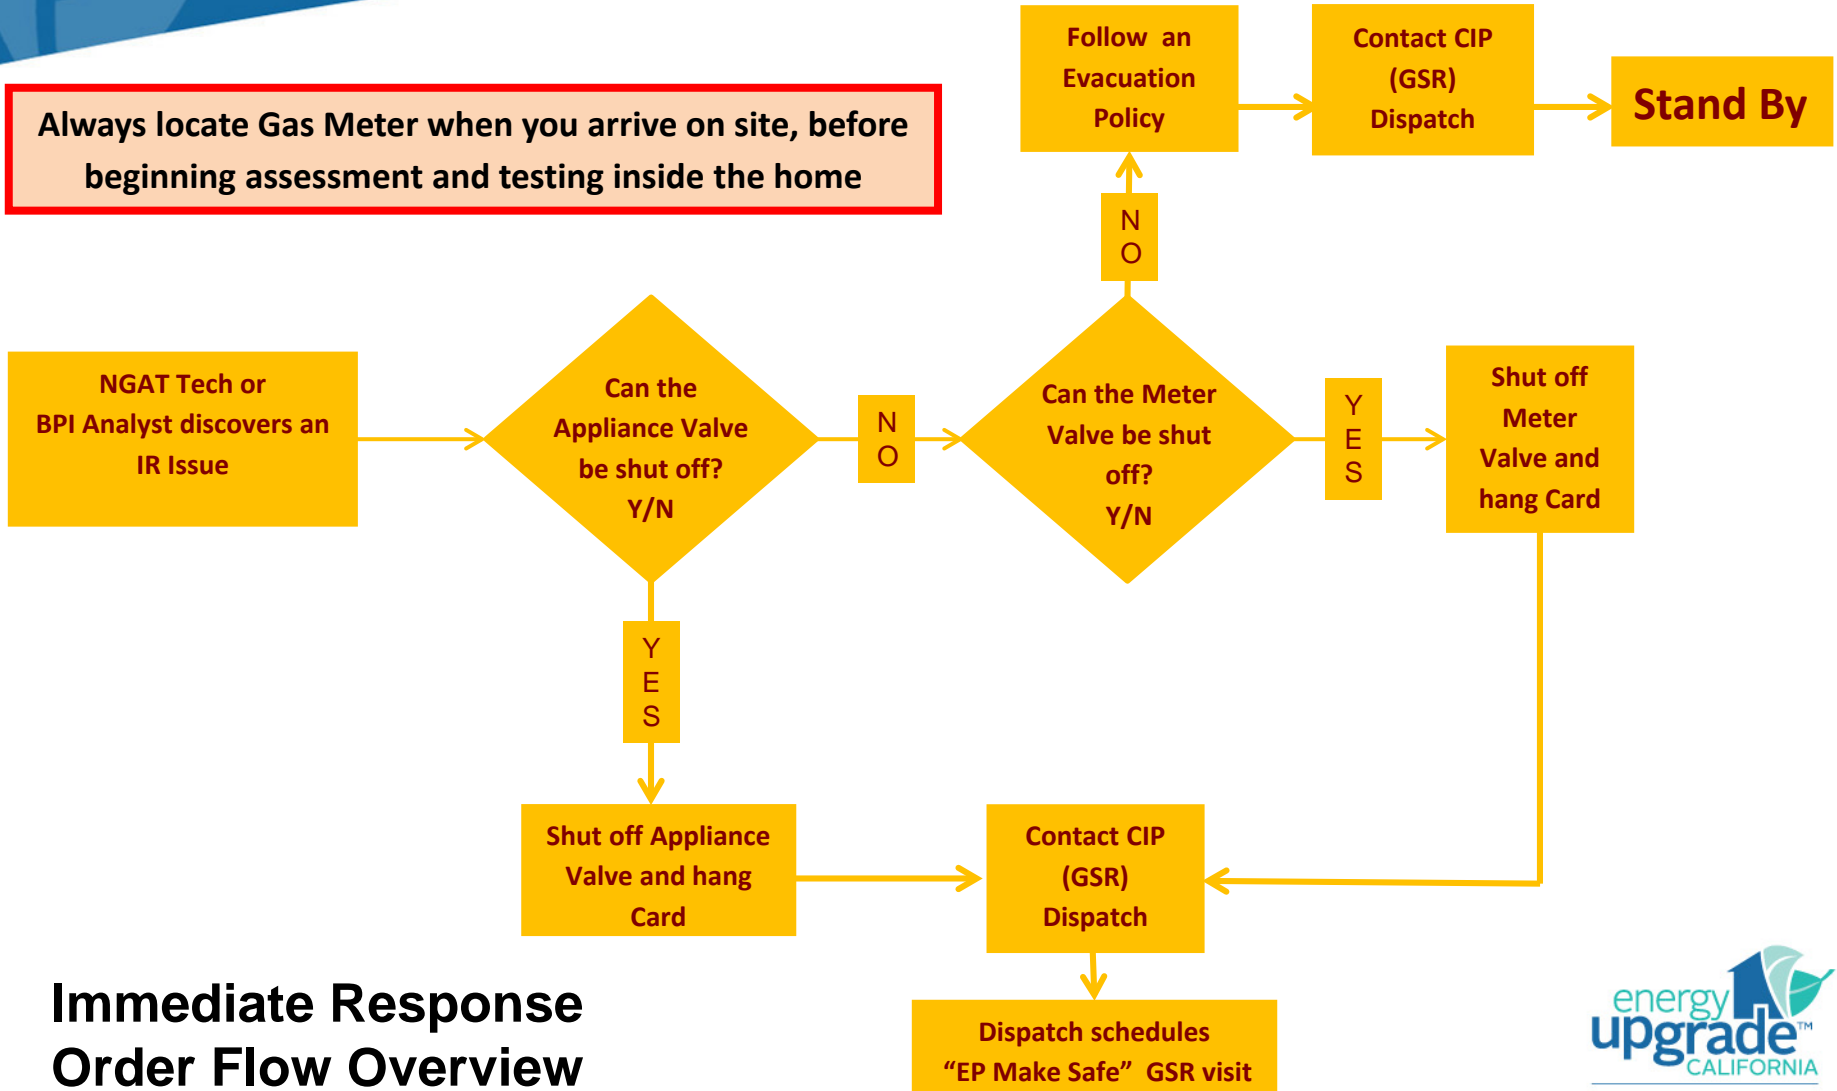 Always locate Gas Meter when you arrive on site, before
beginning assessment and testing inside the home
Follow an
Evacuation
Policy
Contact CIP
(GSR)
Dispatch
Stand By
N
O
NGAT Tech or
BPI Analyst discovers an
IR Issue
Can the
Appliance Valve
be shut off?
Y/N
N
O
Can the Meter
Valve be shut
off?
Y/N
Y
E
S
Shut off
Meter
Valve and
hang Card
Y
E
S
Shut off Appliance
Valve and hang
Card
Contact CIP
(GSR)
Dispatch
Dispatch schedules
“EP Make Safe” GSR visit
Immediate Response
Order Flow Overview
energy
upgrade™
CALIFORNIA